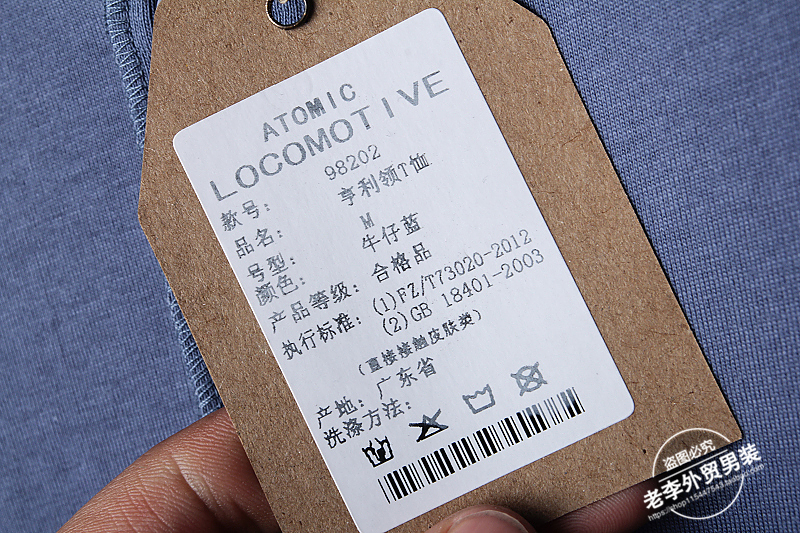 ATOMIC
LOCOMOTIVE
款号: 98202
品名: 亨利领T恤
号型: M
颜色: 牛仔蓝
产品等级: 合格品
执行标准: (1)FZ/T73020-2012
(2)GB 18401-2003
(直接接触皮肤类)
产地: 广东省
洗涤方法:
盗图必究
老李外贸男装